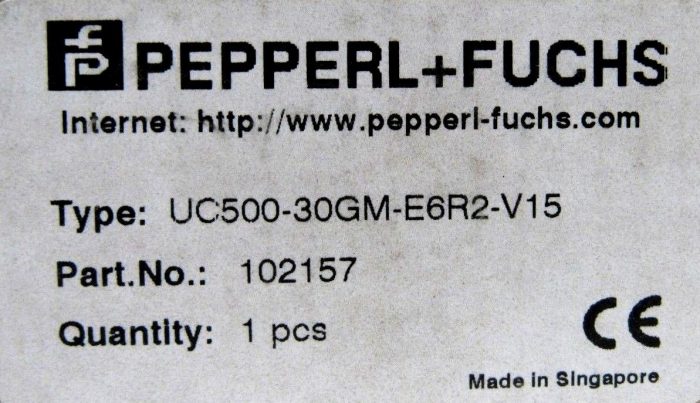 PEPPERL+FUCHS
Internet: http://www.pepperl-fuchs.com
Type: UC500-30GM-E6R2-V15
Part.No.: 102157
Quantity: 1 pcs
CE
Made in Singapore